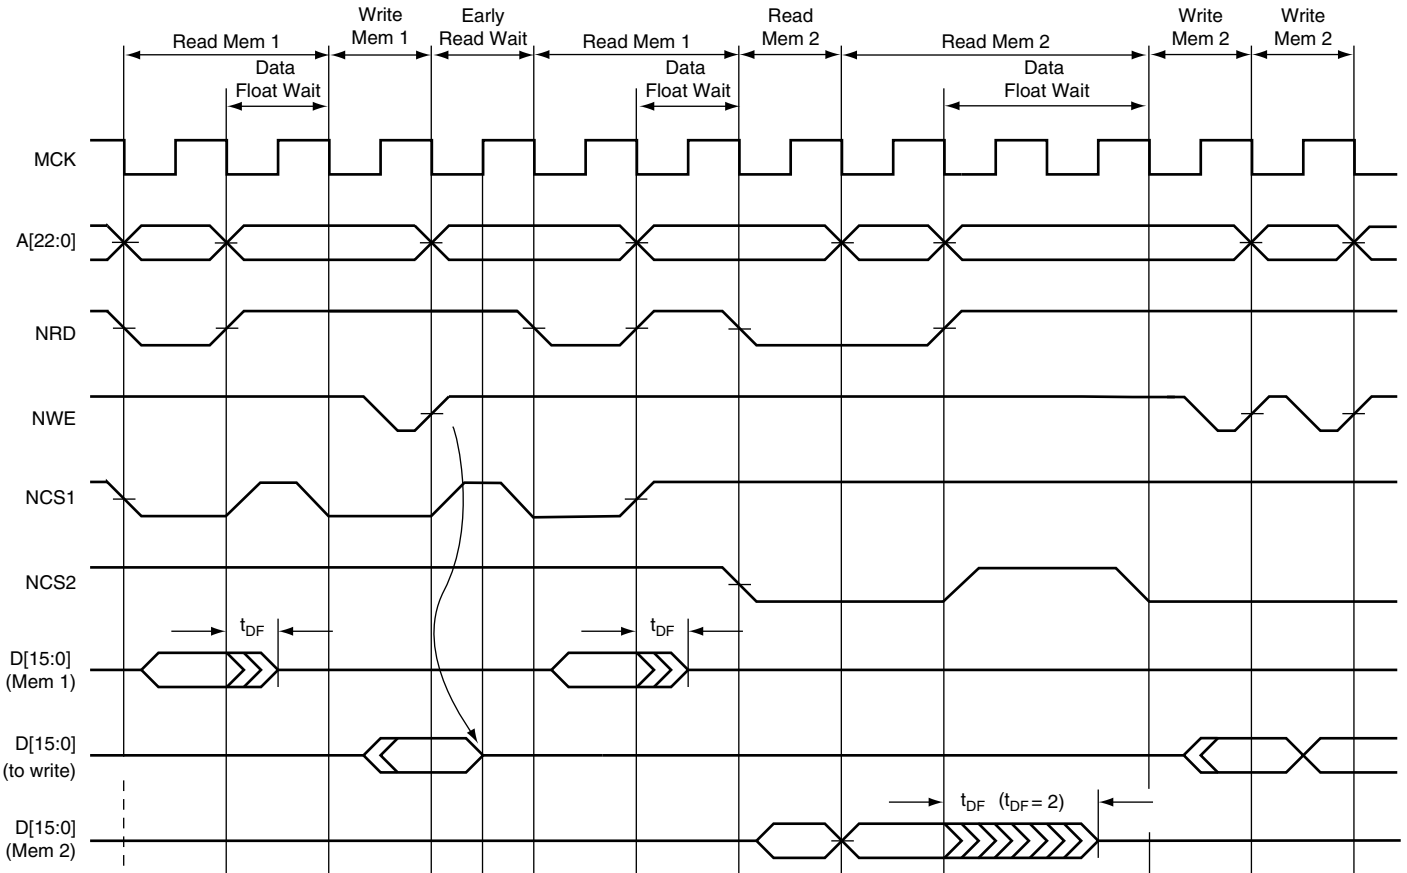 Write
Early
Read
Write
Write
Read Mem 1
Mem 1
Read Wait
Read Mem 1
Mem 2
Read Mem 2
Mem 2
Mem 2
Data
Float Wait
Data
Float Wait
Data
Float Wait
MCK
A[22:0]
NRD
NWE
NCS1
NCS2
tDF
tDF
D[15:0]
(Mem 1)
D[15:0]
(to write)
tDF (tDF = 2)
D[15:0]
(Mem 2)